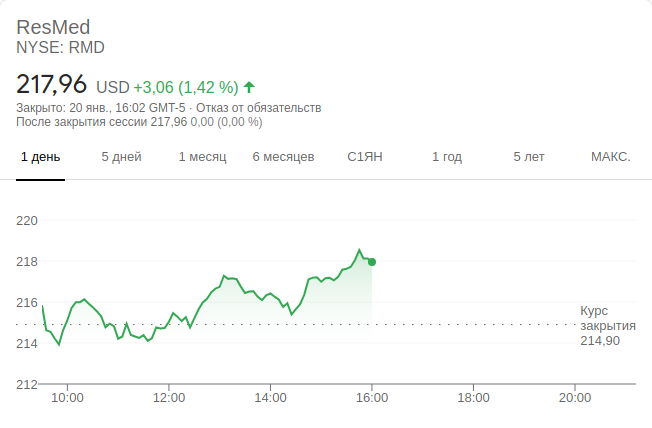 ResMed
NYSE: RMD
217,96 USD +3,06 (1,42 %)
Закрыто: 20 янв., 16:02 GMT-5 · Отказ от обязательств
После закрытия сессии 217,96 0,00 (0,00 %)
1 день 5 дней 1 месяц 6 месяцев С1ЯН 1 год 5 лет МАКС.
220
218
216
214
212
Курс
закрытия
214,90
10:00 12:00 14:00 16:00 18:00 20:00